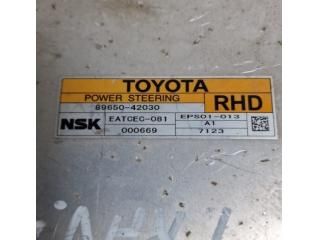 TOYOTA
POWER STEERING
89650-42030
RHD
NSK
EATCEC-081
EPS01-013
000669
A1
7123